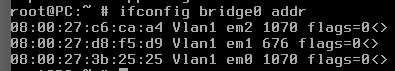 root@PC:~ # ifconfig bridge0 addr
08:00:27:c6:ca:a4 Vlan1 em2 1070 flags=0<>
08:00:27:d8:f5:d9 Vlan1 em1 676 flags=0<>
08:00:27:3b:25:25 Vlan1 em0 1070 flags=0<>
root@PC:~ #